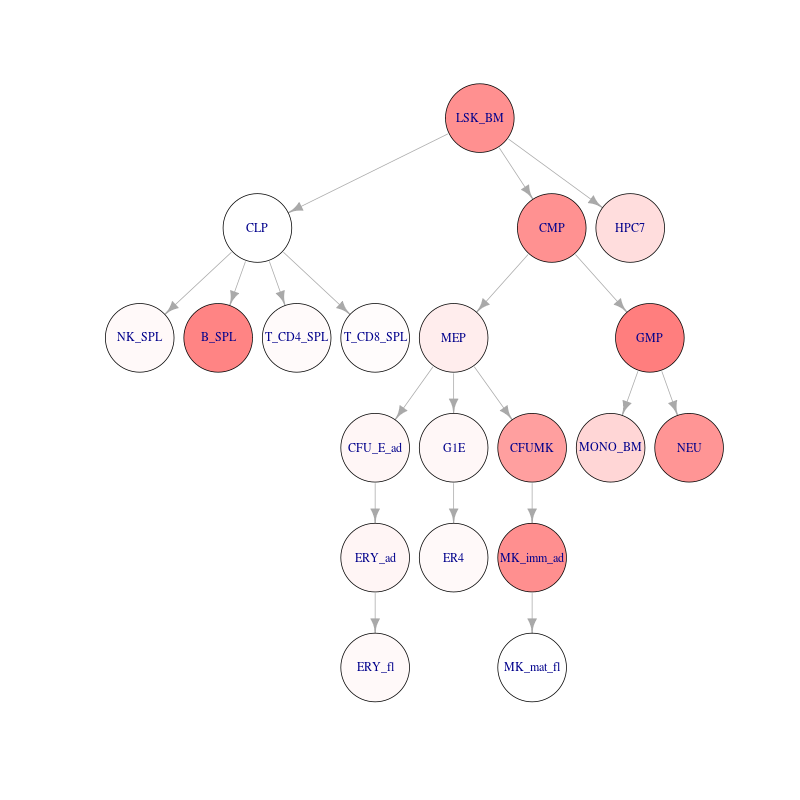 LSK_BM
CLP
CMP
HPC7
NK_SPL
B_SPL
T_CD4_SPL
T_CD8_SPL
MEP
GMP
CFU_E_ad
G1E
CFUMK
MONO_BM
NEU
ERY_ad
ER4
MK_imm_ad
ERY_fl
MK_mat_fl